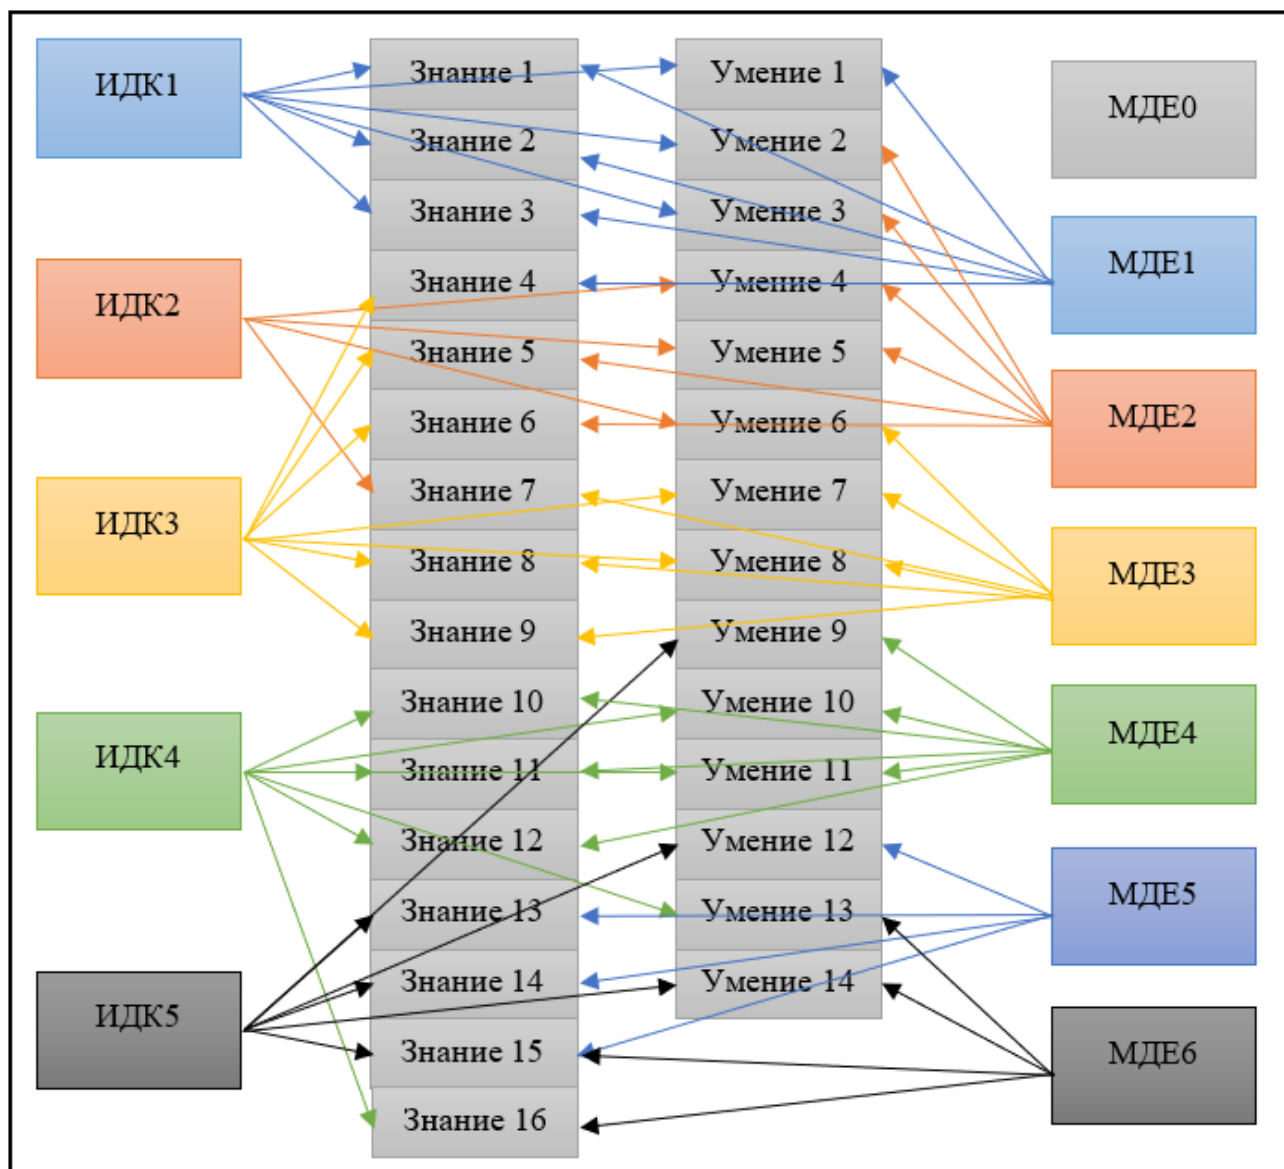 ИДК1
ИДК2
ИДК3
ИДК4
ИДК5
Знание 1
Знание 2
Знание 3
Знание 4
Знание 5
Знание 6
Знание 7
Знание 8
Знание 9
Знание 10
Знание 11
Знание 12
Знание 13
Знание 14
Знание 15
Знание 16
Умение 1
Умение 2
Умение 3
Умение 4
Умение 5
Умение 6
Умение 7
Умение 8
Умение 9
Умение 10
Умение 11
Умение 12
Умение 13
Умение 14
МДЕ0
МДЕ1
МДЕ2
МДЕ3
МДЕ4
МДЕ5
МДЕ6